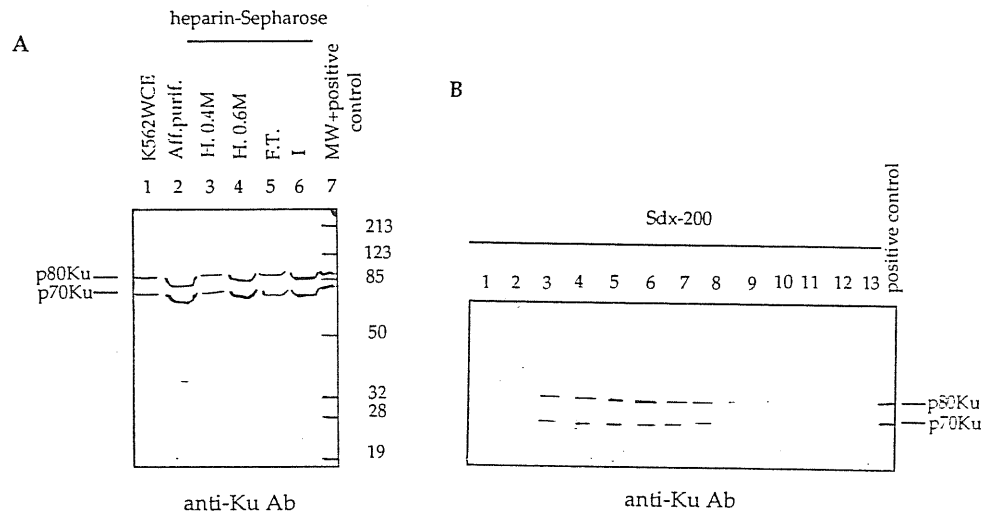 A
heparin-Sepharose
K562WCE
Aff.purif.
H. 0.4M
H. 0.6M
F.T.
I
MW+positive
control
1 2 3 4 5 6 7
213
123
85
50
32
28
19
p80Ku
p70Ku
anti-Ku Ab
B
Sdx-200
positive control
1 2 3 4 5 6 7 8 9 10 11 12 13
p80Ku
p70Ku
anti-Ku Ab